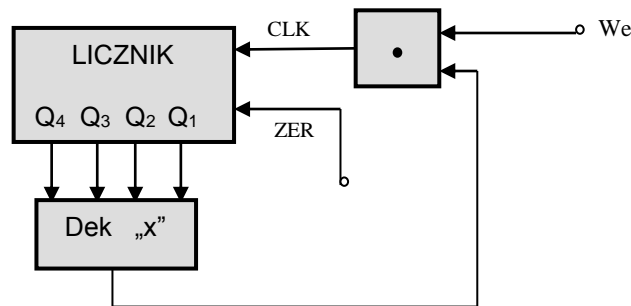 CLK
We
LICZNIK
•
Q4 Q3 Q2 Q1
ZER
Dek „x”